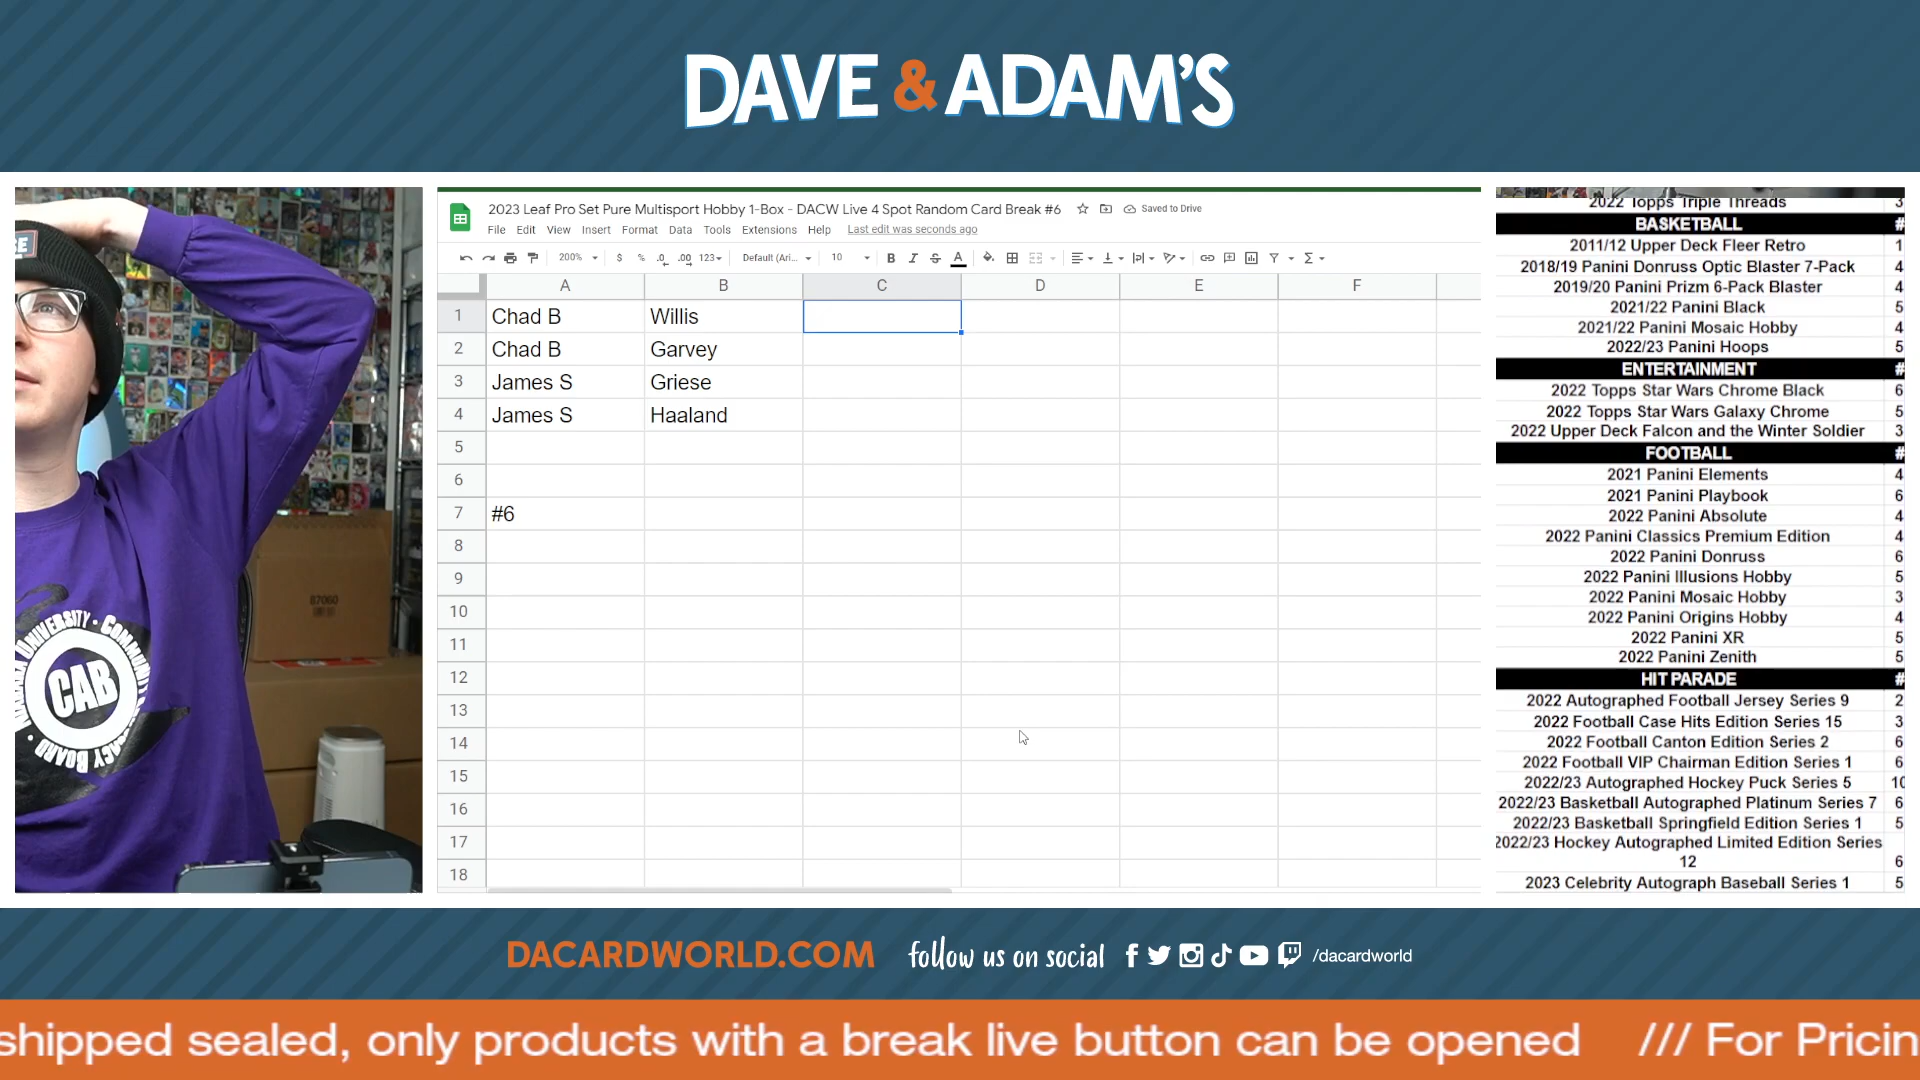 DAVE & ADAM'S
2023 Leaf Pro Set Pure Multisport Hobby 1-Box - DACW Live 4 Spot Random Card Break #6
Saved to Drive
File Edit View Insert Format Data Tools Extensions Help Last edit was seconds ago
200% $ % .0 .00 123 Default (Ari... 10 B I S A
A B C D E F
1 Chad B Willis
2 Chad B Garvey
3 James S Griese
4 James S Haaland
5
6
7 #6
8
9
10
11
12
13
14
15
16
17
18
2022 Topps Triple Threads 3
BASKETBALL #
2011/12 Upper Deck Fleer Retro 1
2018/19 Panini Donruss Optic Blaster 7-Pack 4
2019/20 Panini Prizm 6-Pack Blaster 4
2021/22 Panini Black 5
2021/22 Panini Mosaic Hobby 4
2022/23 Panini Hoops 5
ENTERTAINMENT #
2022 Topps Star Wars Chrome Black 6
2022 Topps Star Wars Galaxy Chrome 5
2022 Upper Deck Falcon and the Winter Soldier 3
FOOTBALL #
2021 Panini Elements 4
2021 Panini Playbook 6
2022 Panini Absolute 4
2022 Panini Classics Premium Edition 4
2022 Panini Donruss 6
2022 Panini Illusions Hobby 5
2022 Panini Mosaic Hobby 3
2022 Panini Origins Hobby 4
2022 Panini XR 5
2022 Panini Zenith 5
HIT PARADE #
2022 Autographed Football Jersey Series 9 2
2022 Football Case Hits Edition Series 15 3
2022 Football Canton Edition Series 2 6
2022 Football VIP Chairman Edition Series 1 6
2022/23 Autographed Hockey Puck Series 5 10
2022/23 Basketball Autographed Platinum Series 7 6
2022/23 Basketball Springfield Edition Series 1 5
2022/23 Hockey Autographed Limited Edition Series
12 6
2023 Celebrity Autograph Baseball Series 1 5
87060
UNIVERSITY · COMMUNITY
CAB
BOARD
DACARDWORLD.COM follow us on social /dacardworld
shipped sealed, only products with a break live button can be opened /// For Pricin